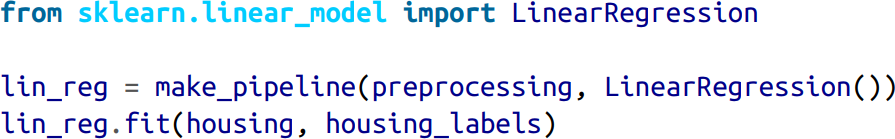 from sklearn.linear_model import LinearRegression
lin_reg = make_pipeline(preprocessing, LinearRegression())
lin_reg.fit(housing, housing_labels)